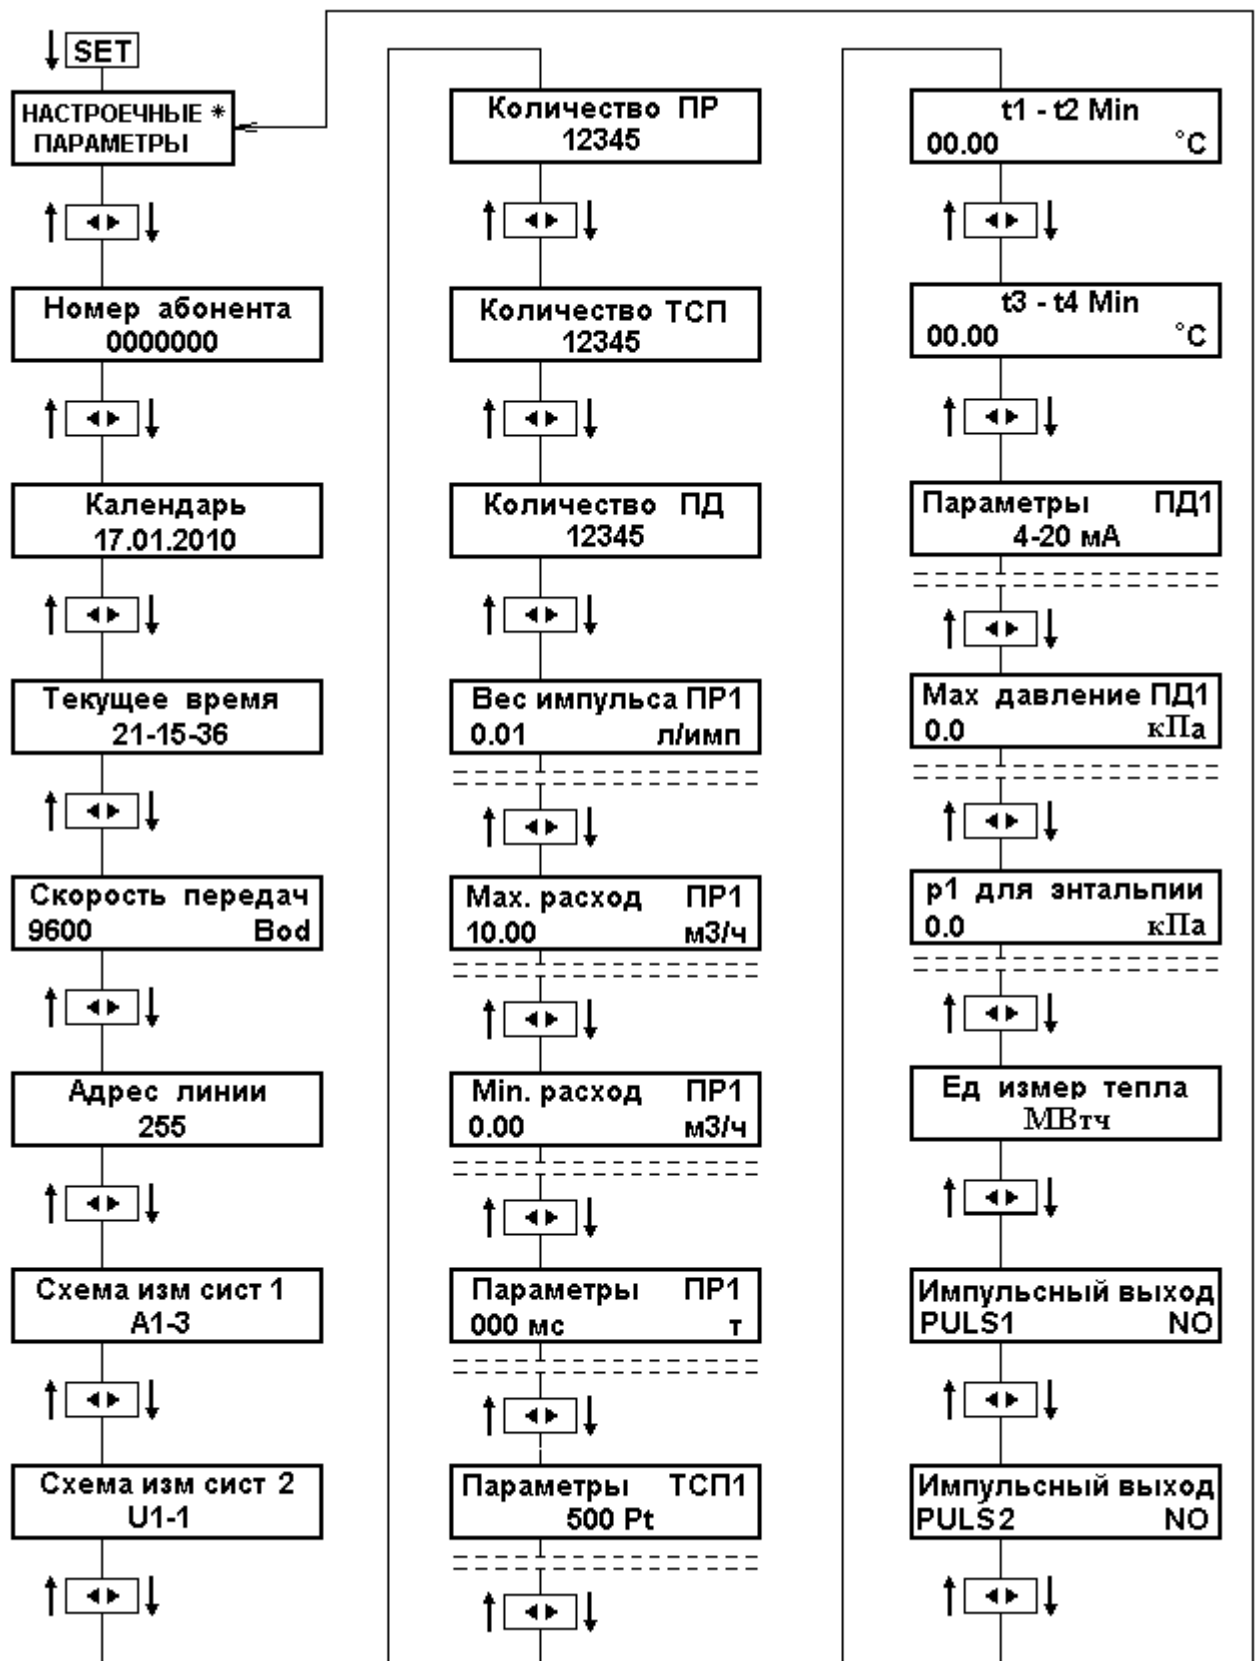 SET
НАСТРОЕЧНЫЕ *
ПАРАМЕТРЫ
Номер абонента
0000000
Календарь
17.01.2010
Текущее время
21-15-36
Скорость передач
9600 Bod
Адрес линии
255
Схема изм сист 1
А1-3
Схема изм сист 2
U1-1
Количество ПР
12345
Количество ТСП
12345
Количество ПД
12345
Вес импульса ПР1
0.01 л/имп
Мах. расход ПР1
10.00 м3/ч
Min. расход ПР1
0.00 м3/ч
Параметры ПР1
000 мс т
Параметры ТСП1
500 Pt
t1 - t2 Min
00.00 °C
t3 - t4 Min
00.00 °C
Параметры ПД1
4-20 мА
Мах давление ПД1
0.0 кПа
р1 для энтальпии
0.0 кПа
Ед измер тепла
МВтч
Импульсный выход
PULS1 NO
Импульсный выход
PULS2 NO